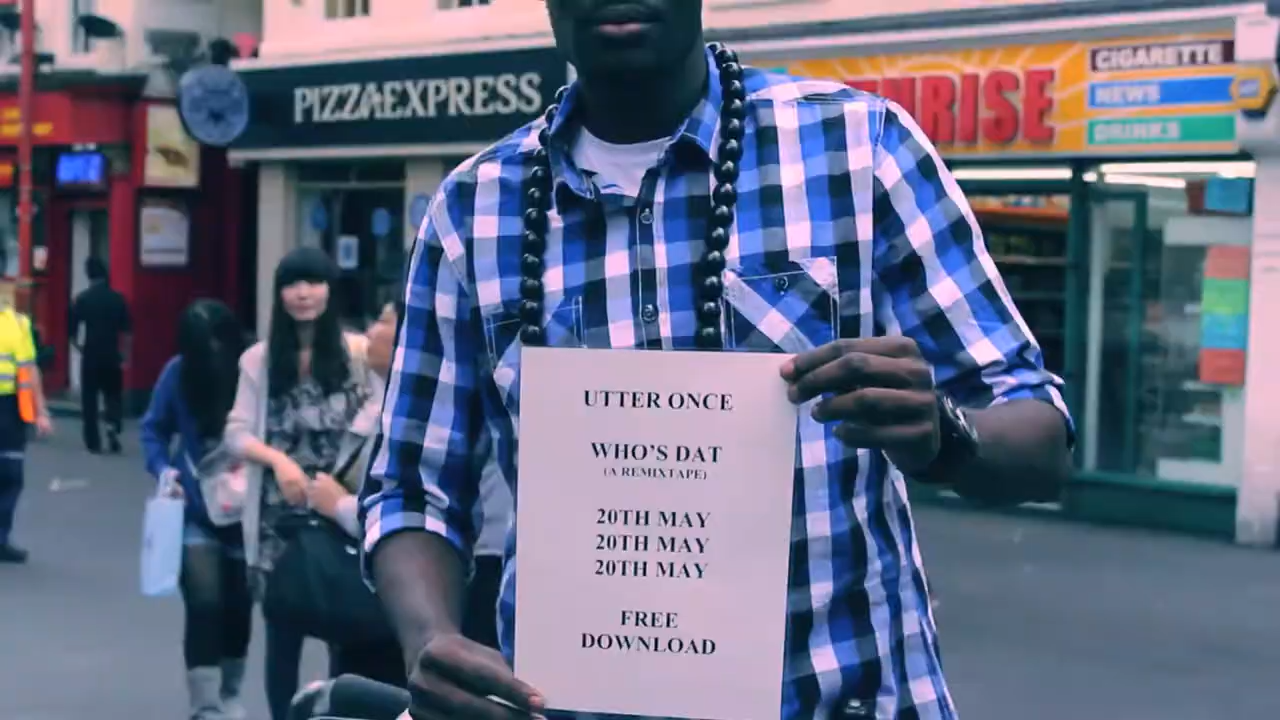 PIZZAEXPRESS
RISE
CIGARETTE
NEWS
DRINKS
UTTER ONCE
WHO'S DAT
(A REMIXTAPE)
20TH MAY
20TH MAY
20TH MAY
FREE
DOWNLOAD